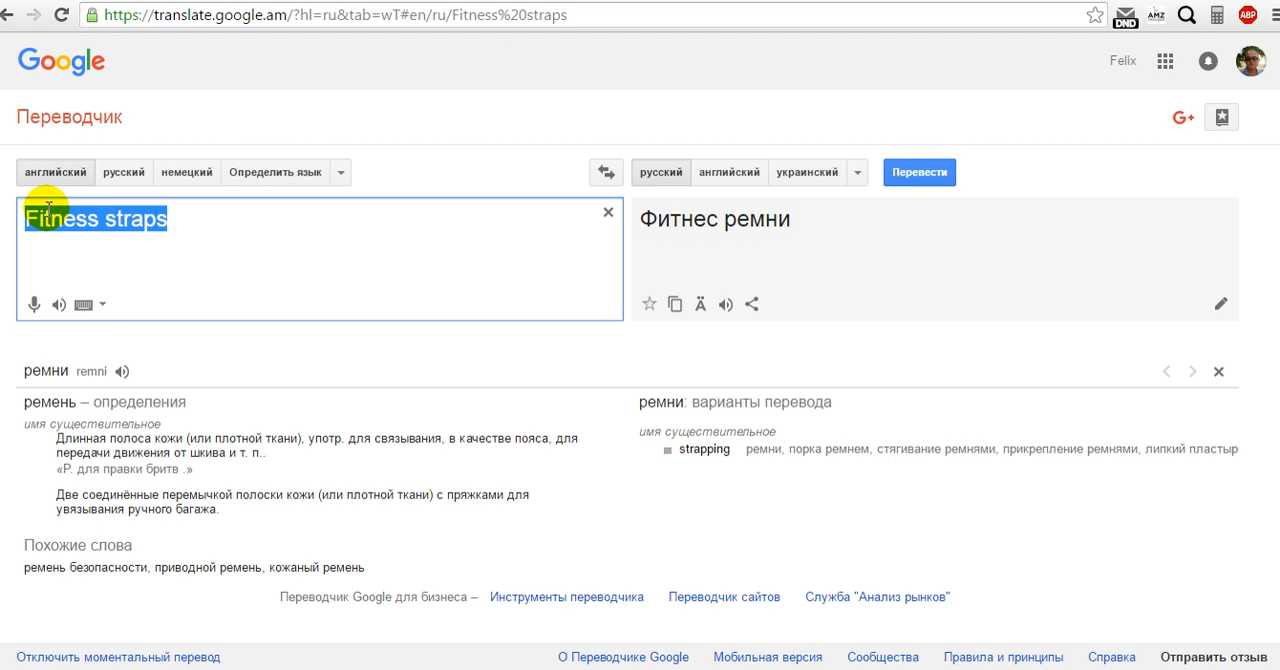 https://translate.google.am/?hl=ru&tab=wT#en/ru/Fitness%20straps
DND
AMZ
ABP
Google
Felix
Переводчик
G+
английский русский немецкий Определить язык
русский английский украинский Перевести
Fitness straps
Фитнес ремни
Ä
ремни remni
ремень – определения
имя существительное
Длинная полоса кожи (или плотной ткани), употр. для связывания, в качестве пояса, для
передачи движения от шкива и т. п..
«Р. для правки бритв .»
Две соединённые перемычкой полоски кожи (или плотной ткани) с пряжками для
увязывания ручного багажа.
ремни: варианты перевода
имя существительное
strapping ремни, порка ремнем, стягивание ремнями, прикрепление ремнями, липкий пластыр
Похожие слова
ремень безопасности, приводной ремень, кожаный ремень
Переводчик Google для бизнеса – Инструменты переводчика Переводчик сайтов Служба "Анализ рынков"
Отключить моментальный перевод О Переводчике Google Мобильная версия Сообщества Правила и принципы Справка Отправить отзыв